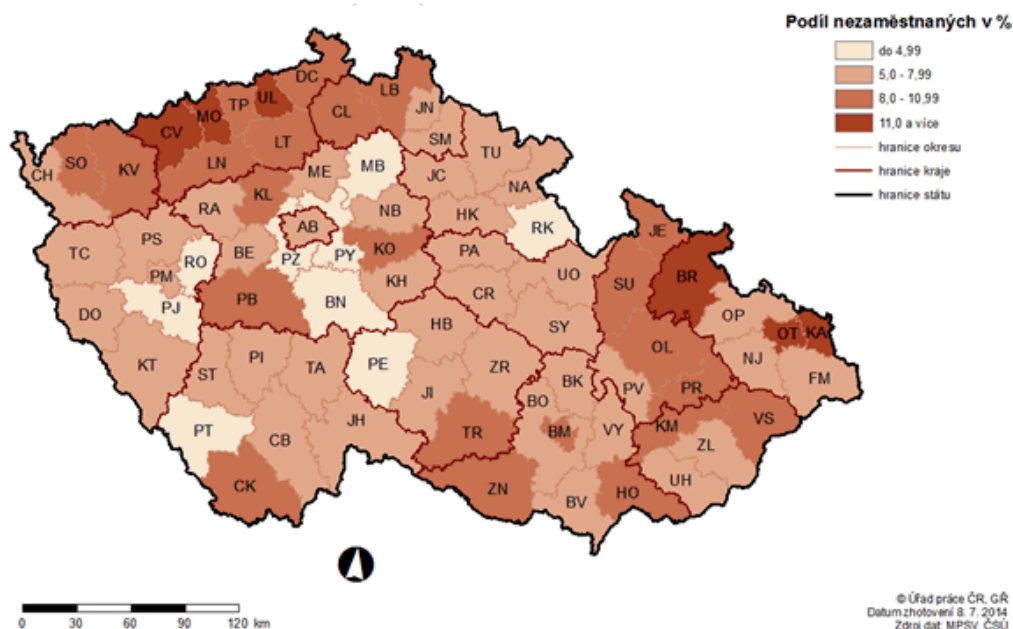 Podíl nezaměstnaných v %
do 4,99
5,0 - 7,99
8,0 - 10,99
11,0 a více
hranice okresu
hranice kraje
hranice státu
DC
LB
UL
TP
MO
CL
JN
CV
LT
SM
TU
SO
LN
MB
KV
CH
ME
JC
NA
KL
RA
NB
HK
AB
RK
JE
PS
TC
BE
KO
PA
RO
PZ
PY
UO
PM
SU
BR
KH
CR
PB
BN
PJ
DO
OP
HB
SY
OT
KA
OL
KT
PI
NJ
TA
PE
ZR
ST
FM
BK
PV
PR
JI
BO
JH
VS
KM
PT
TR
BM
VY
CB
ZL
UH
CK
ZN
HO
BV
0 30 60 90 120 km
© Úřad práce ČR, GŘ
Datum zhotovení 8. 7. 2014
Zdroj dat: MPSV, ČSÚ